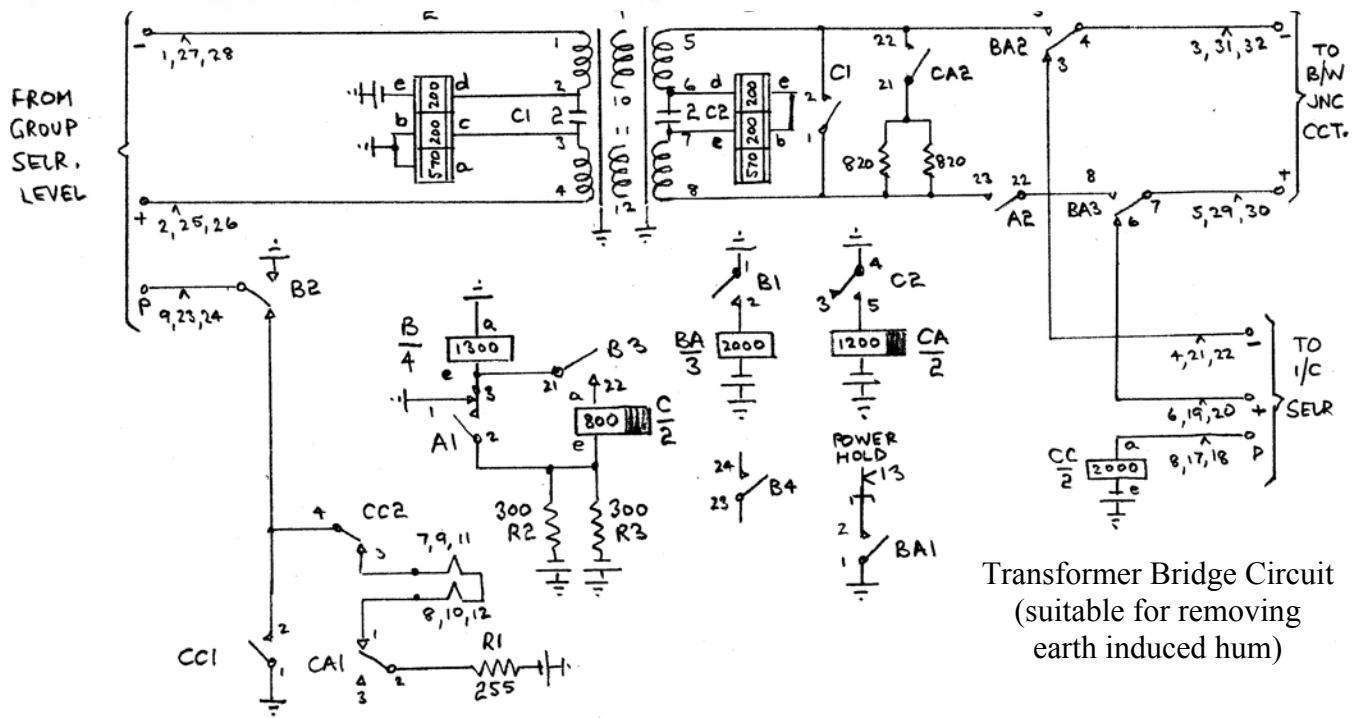 1 5 BA2 4
1,27,28 2 e d 6 d e 2 C1 22 CA2 21 3 3,31,32
FROM
GROUP
SELR.
LEVEL
200 b 200 c C1 2 10 2 C2 200 1
570 a 3 11 7 e 570 b 820 820
4 12 8 23 22 8 7
+ 2,25,26 A2 BA3 6 5,29,30 +
TO
B/W
JNC
CCT.
P 9,23,24 B2
B/4 a 1300 e
21 B3 22
1 3 A1 2
a 800 e C/2
1 B1 2
BA/3 2000
4 C2 3 5
1200 CA/2
4,21,22 -
6,19,20 +
8,17,18 P
TO
I/C
SELR
CC/2 a 2000 e
24 B4 23
POWER
HOLD
13
2 BA1 1
300 R2
300 R3
4 CC2 3
7,9,11
8,10,12
2 CC1 1
1 CA1 2 3
R1
255
Transformer Bridge Circuit
(suitable for removing
earth induced hum)